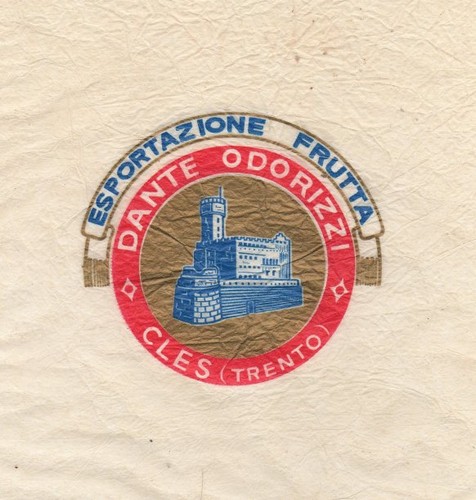 ESPORTAZIONE FRUTTA
DANTE ODORIZZI
CLES (TRENTO)